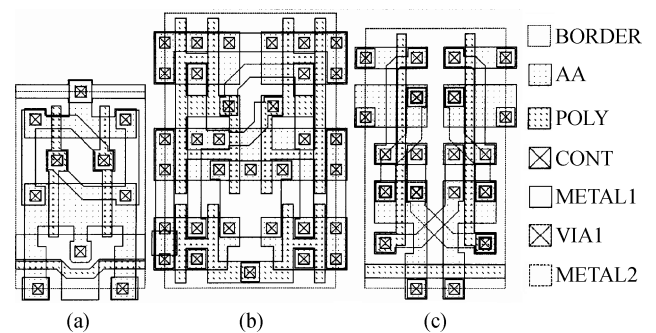 BORDER
AA
POLY
CONT
METAL1
VIA1
METAL2
(a) (b) (c)